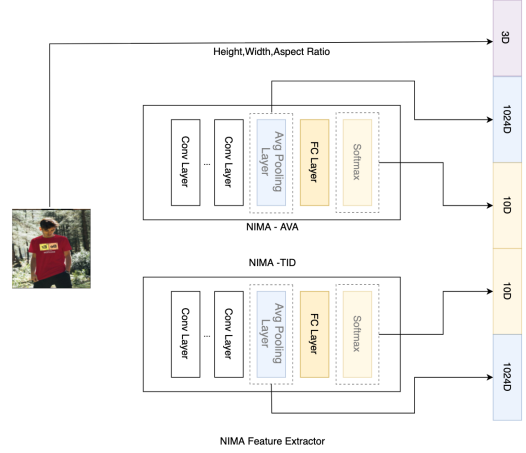 Height,Width,Aspect Ratio
3D
1024D
10D
10D
1024D
Conv Layer
...
Conv Layer
Avg Pooling
Layer
FC Layer
Softmax
NIMA - AVA
NIMA -TID
Conv Layer
...
Conv Layer
Avg Pooling
Layer
FC Layer
Softmax
NIMA Feature Extractor